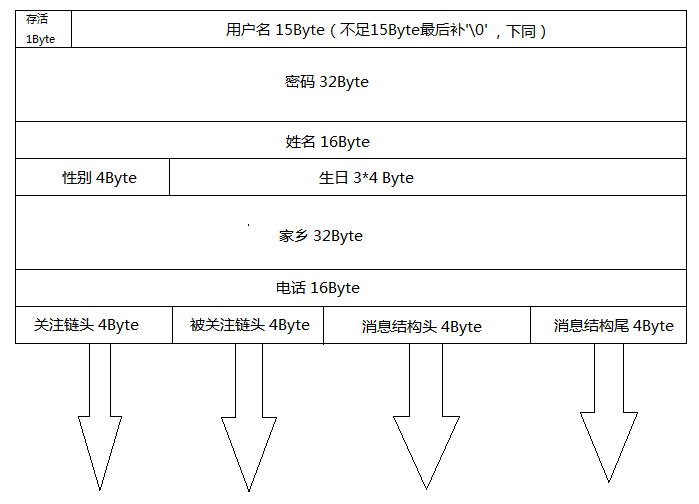 存活
1Byte
用户名 15Byte（不足15Byte最后补'\0' ，下同）
密码 32Byte
姓名 16Byte
性别 4Byte
生日 3*4 Byte
家乡 32Byte
电话 16Byte
关注链头 4Byte
被关注链头 4Byte
消息结构头 4Byte
消息结构尾 4Byte